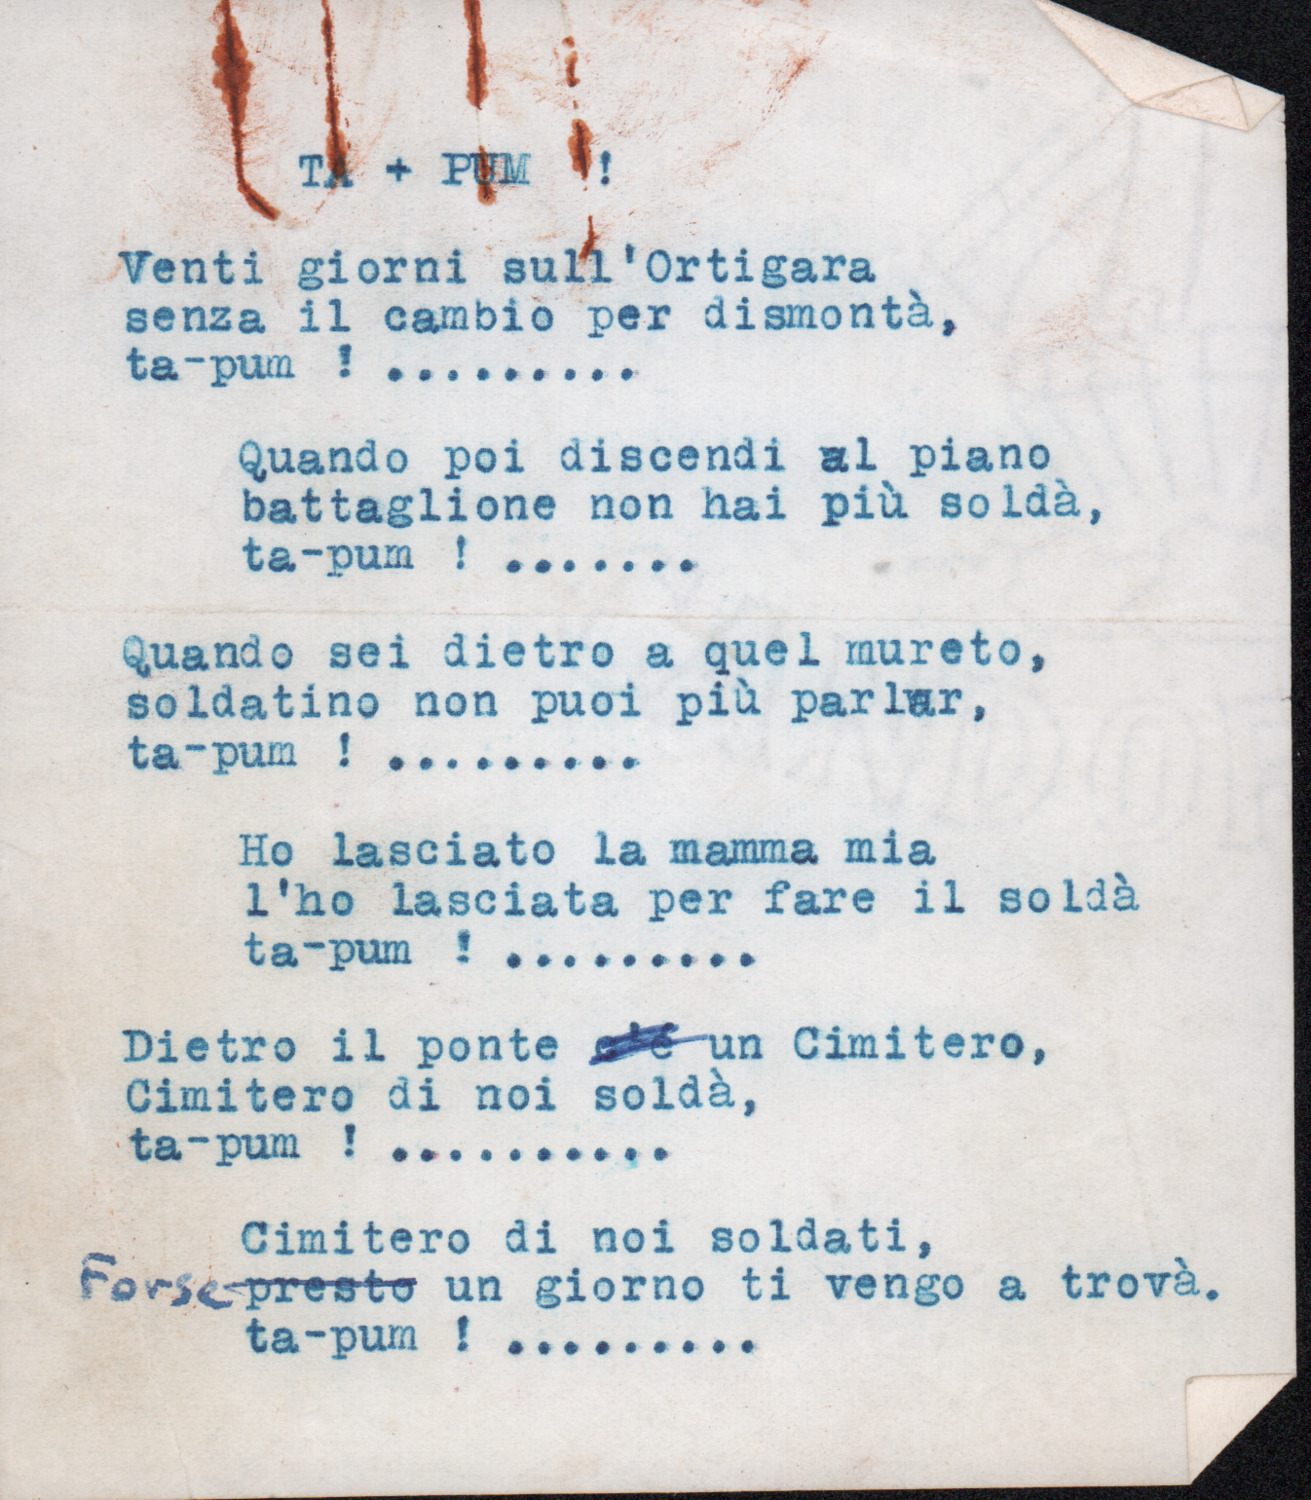 TA + PUM !
Venti giorni sull'Ortigara
senza il cambio per dismontà,
ta-pum ! .........
Quando poi discendi al piano
battaglione non hai più soldà,
ta-pum ! .......
Quando sei dietro a quel mureto,
soldatino non puoi più parlar,
ta-pum ! .........
Ho lasciato la mamma mia
l'ho lasciata per fare il soldà
ta-pum ! .........
Dietro il ponte un Cimitero,
Cimitero di noi soldà,
ta-pum ! ..........
Cimitero di noi soldati,
Forse presto un giorno ti vengo a trovà.
ta-pum ! .........